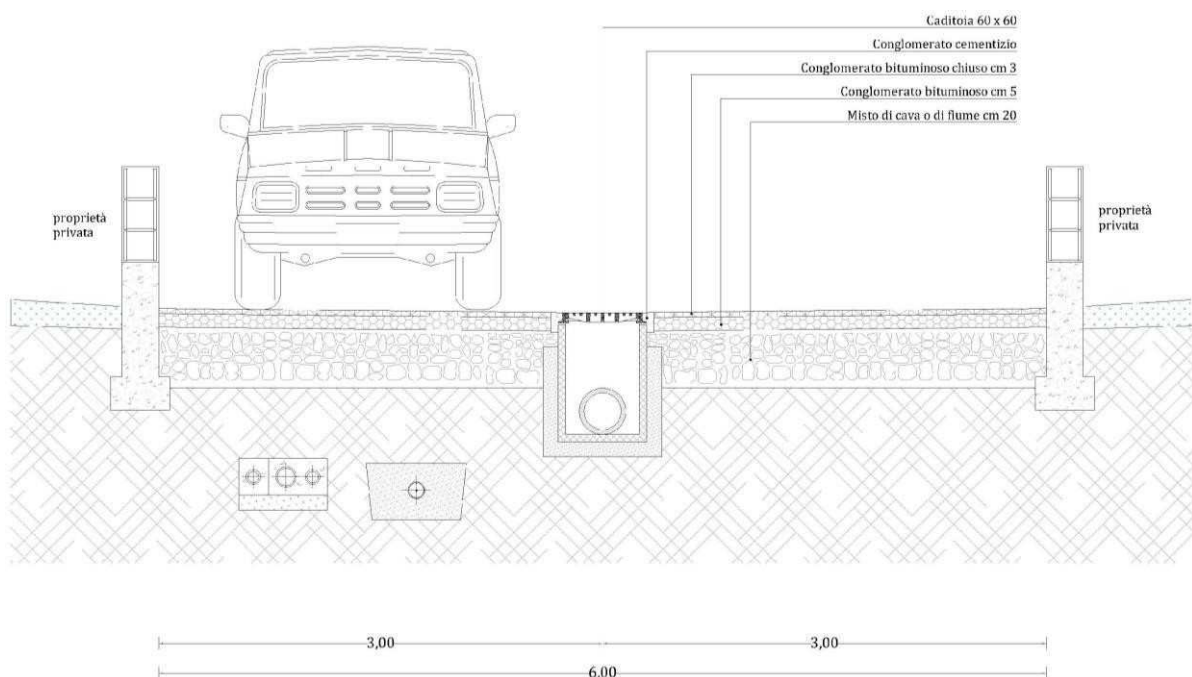 Caditoia 60 x 60
Conglomerato cementizio
Conglomerato bituminoso chiuso cm 3
Conglomerato bituminoso cm 5
Misto di cava o di fiume cm 20
proprietà
privata
proprietà
privata
3,00
3,00
6.00